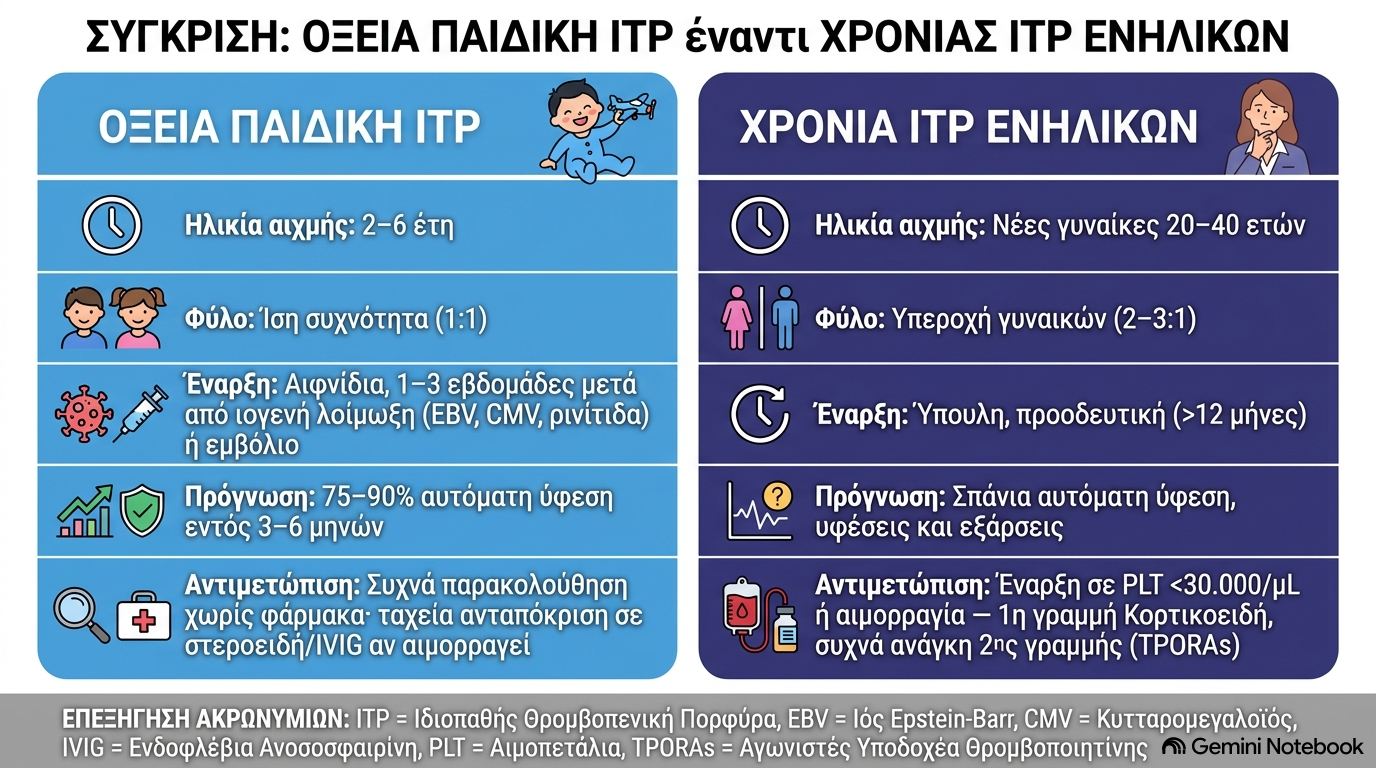 ΣΥΓΚΡΙΣΗ: ΟΞΕΙΑ ΠΑΙΔΙΚΗ ITP έναντι ΧΡΟΝΙΑΣ ITP ΕΝΗΛΙΚΩΝ
ΟΞΕΙΑ ΠΑΙΔΙΚΗ ITP
Ηλικία αιχμής: 2–6 έτη
Φύλο: Ίση συχνότητα (1:1)
Έναρξη: Αιφνίδια, 1–3 εβδομάδες μετά
από ιογενή λοίμωξη (EBV, CMV, ρινίτιδα)
ή εμβόλιο
Πρόγνωση: 75–90% αυτόματη ύφεση
εντός 3–6 μηνών
Αντιμετώπιση: Συχνά παρακολούθηση
χωρίς φάρμακα· ταχεία ανταπόκριση σε
στεροειδή/IVIG αν αιμορραγεί
ΧΡΟΝΙΑ ITP ΕΝΗΛΙΚΩΝ
Ηλικία αιχμής: Νέες γυναίκες 20–40 ετών
Φύλο: Υπεροχή γυναικών (2–3:1)
Έναρξη: Ύπουλη, προοδευτική (>12 μήνες)
?
Πρόγνωση: Σπάνια αυτόματη ύφεση,
υφέσεις και εξάρσεις
Αντιμετώπιση: Έναρξη σε PLT <30.000/μL
ή αιμορραγία — 1η γραμμή Κορτικοειδή,
συχνά ανάγκη 2ης γραμμής (TPORAs)
ΕΠΕΞΗΓΗΣΗ ΑΚΡΩΝΥΜΙΩΝ: ITP = Ιδιοπαθής Θρομβοπενική Πορφύρα, EBV = Ιός Epstein-Barr, CMV = Κυτταρομεγαλοϊός,
IVIG = Ενδοφλέβια Ανοσοσφαιρίνη, PLT = Αιμοπετάλια, TPORAs = Αγωνιστές Υποδοχέα Θρομβοποιητίνης
Gemini Notebook